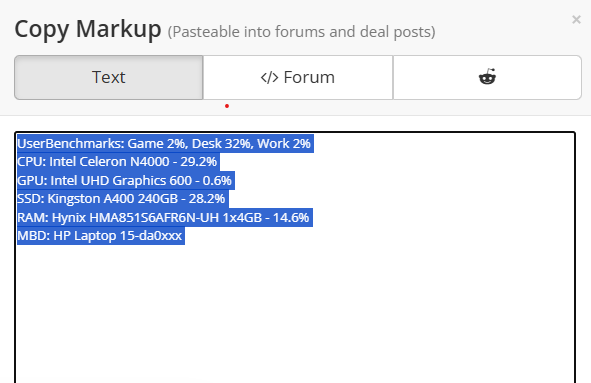 Copy Markup (Pasteable into forums and deal posts)
×
Text
</> Forum
UserBenchmarks: Game 2%, Desk 32%, Work 2%
CPU: Intel Celeron N4000 - 29.2%
GPU: Intel UHD Graphics 600 - 0.6%
SSD: Kingston A400 240GB - 28.2%
RAM: Hynix HMA851S6AFR6N-UH 1x4GB - 14.6%
MBD: HP Laptop 15-da0xxx